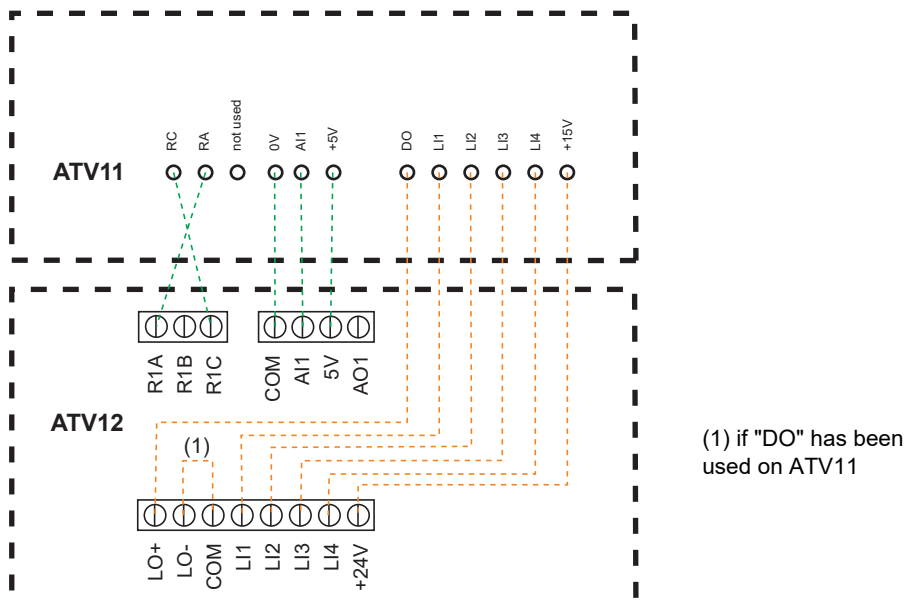 RC RA not used 0V AI1 +5V DO LI1 LI2 LI3 LI4 +15V
ATV11
R1A R1B R1C COM AI1 5V AO1
ATV12
(1)
(1) if "DO" has been
used on ATV11
LO+ LO- COM LI1 LI2 LI3 LI4 +24V